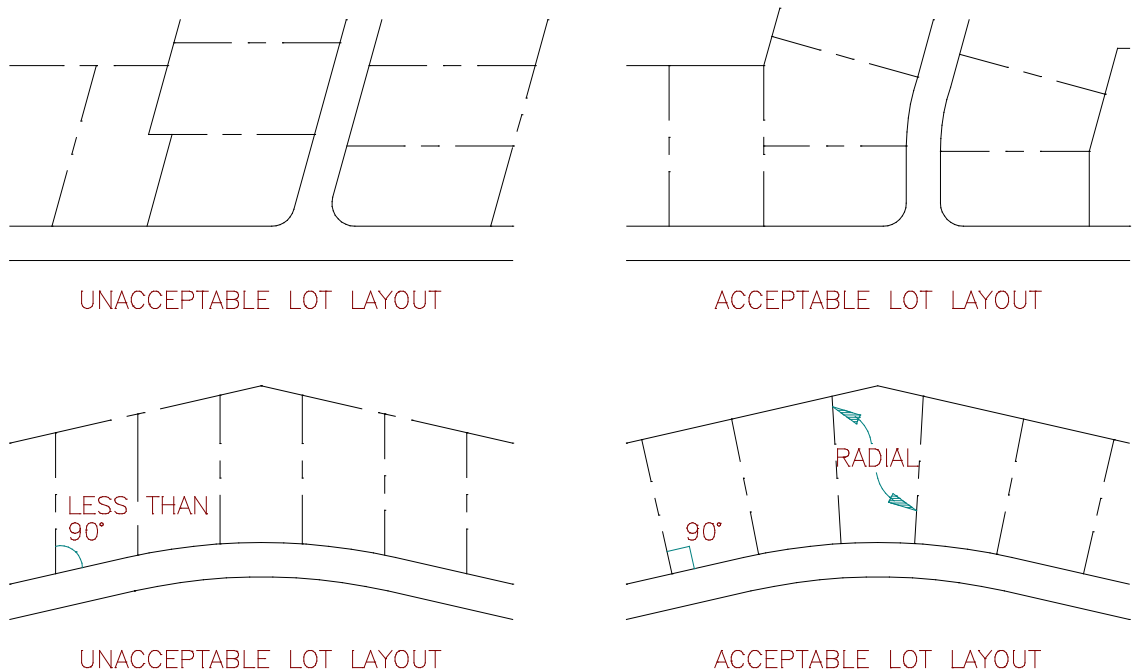 UNACCEPTABLE LOT LAYOUT
ACCEPTABLE LOT LAYOUT
LESS THAN
90°
UNACCEPTABLE LOT LAYOUT
RADIAL
90°
ACCEPTABLE LOT LAYOUT